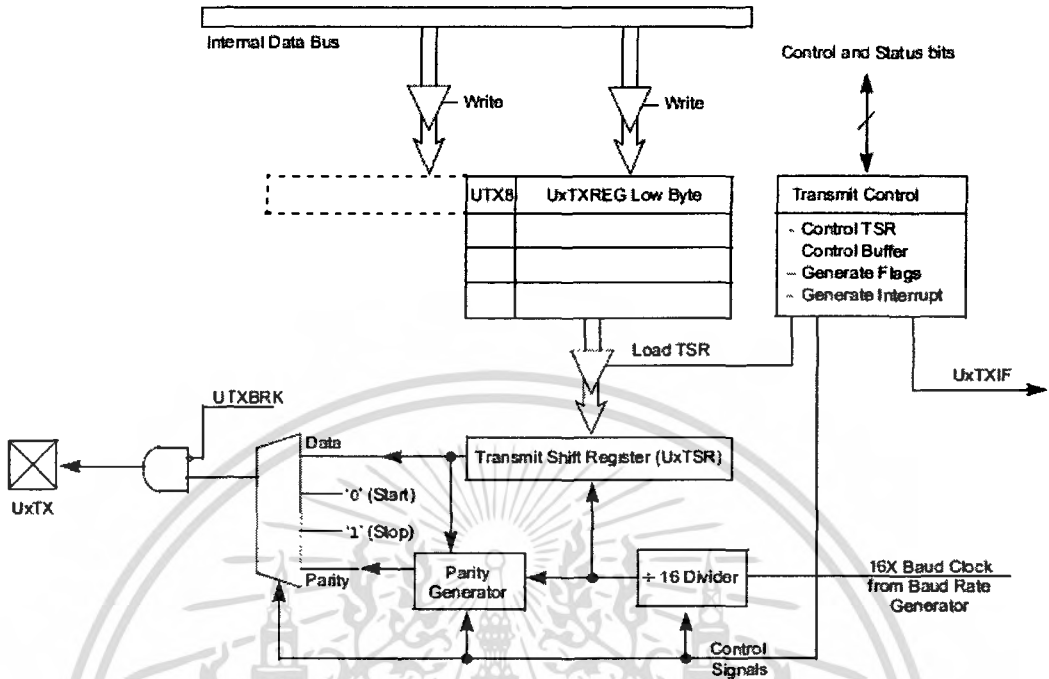 Internal Data Bus
Control and Status bits
Write
Write
UTX8
UxTXREG Low Byte
Transmit Control
- Control TSR
Control Buffer
– Generate Flags
- Generate Interrupt
Load TSR
UxTXIF
UTXBRK
Data
Transmit Shift Register (UxTSR)
UxTX
'0' (Start)
'1' (Stop)
Parity
Parity
Generator
÷ 16 Divider
16X Baud Clock
from Baud Rate
Generator
Control
Signals